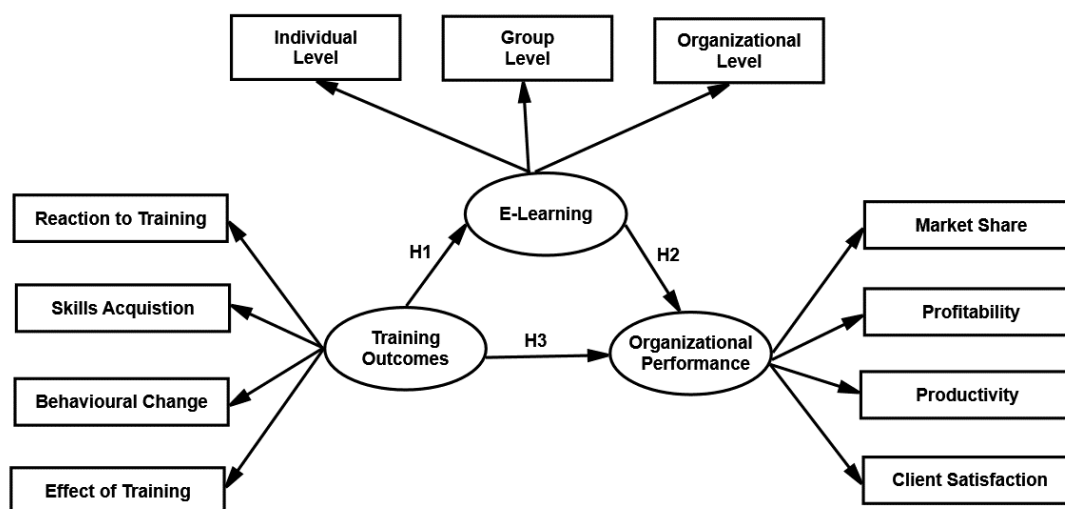 Individual
Level
Group
Level
Organizational
Level
E-Learning
Reaction to Training
Skills Acquistion
Behavioural Change
Effect of Training
H1
H2
H3
Training
Outcomes
Organizational
Performance
Market Share
Profitability
Productivity
Client Satisfaction